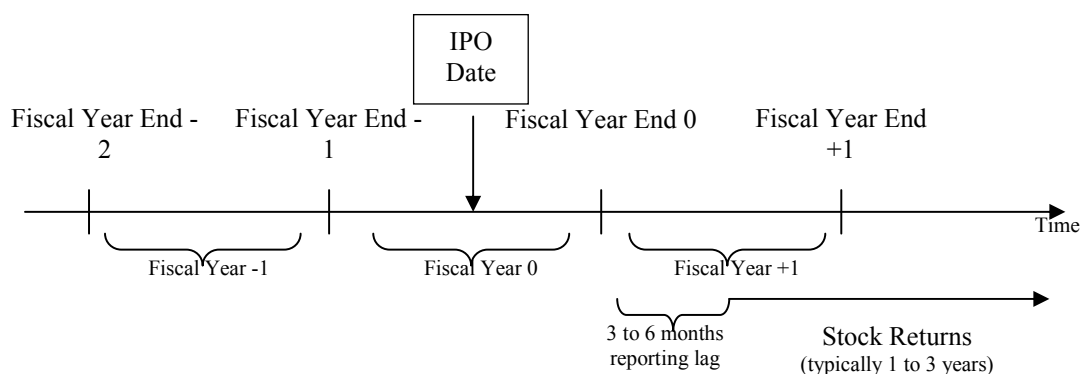 IPO
Date
Fiscal Year End -
2
Fiscal Year End -
1
Fiscal Year End 0
Fiscal Year End
+1
Time
Fiscal Year -1
Fiscal Year 0
Fiscal Year +1
3 to 6 months
reporting lag
Stock Returns
(typically 1 to 3 years)